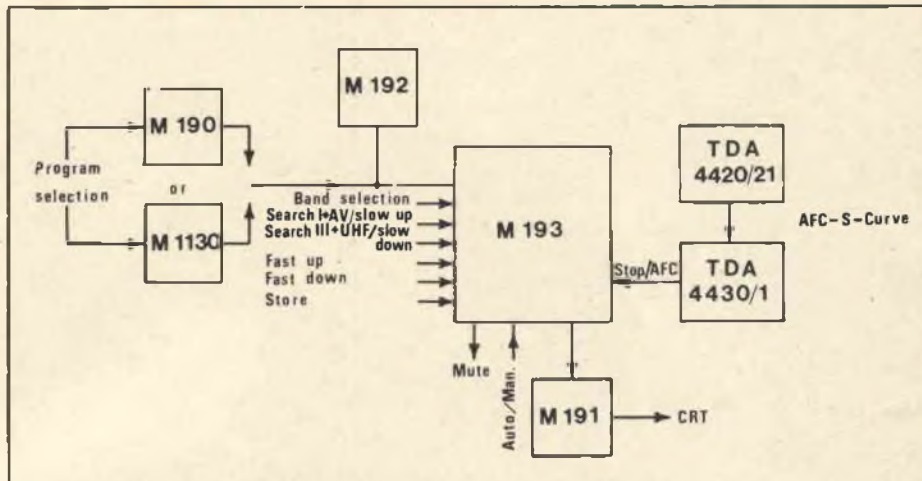 M 192
M 190
Program
selection
or
M 1130
Band selection
Search I+AV/slow up
Search III+UHF/slow
down
Fast up
Fast down
Store
M 193
Mute
Auto/Man.
Stop/AFC
TDA
4420/21
AFC-S-Curve
TDA
4430/1
M 191
CRT